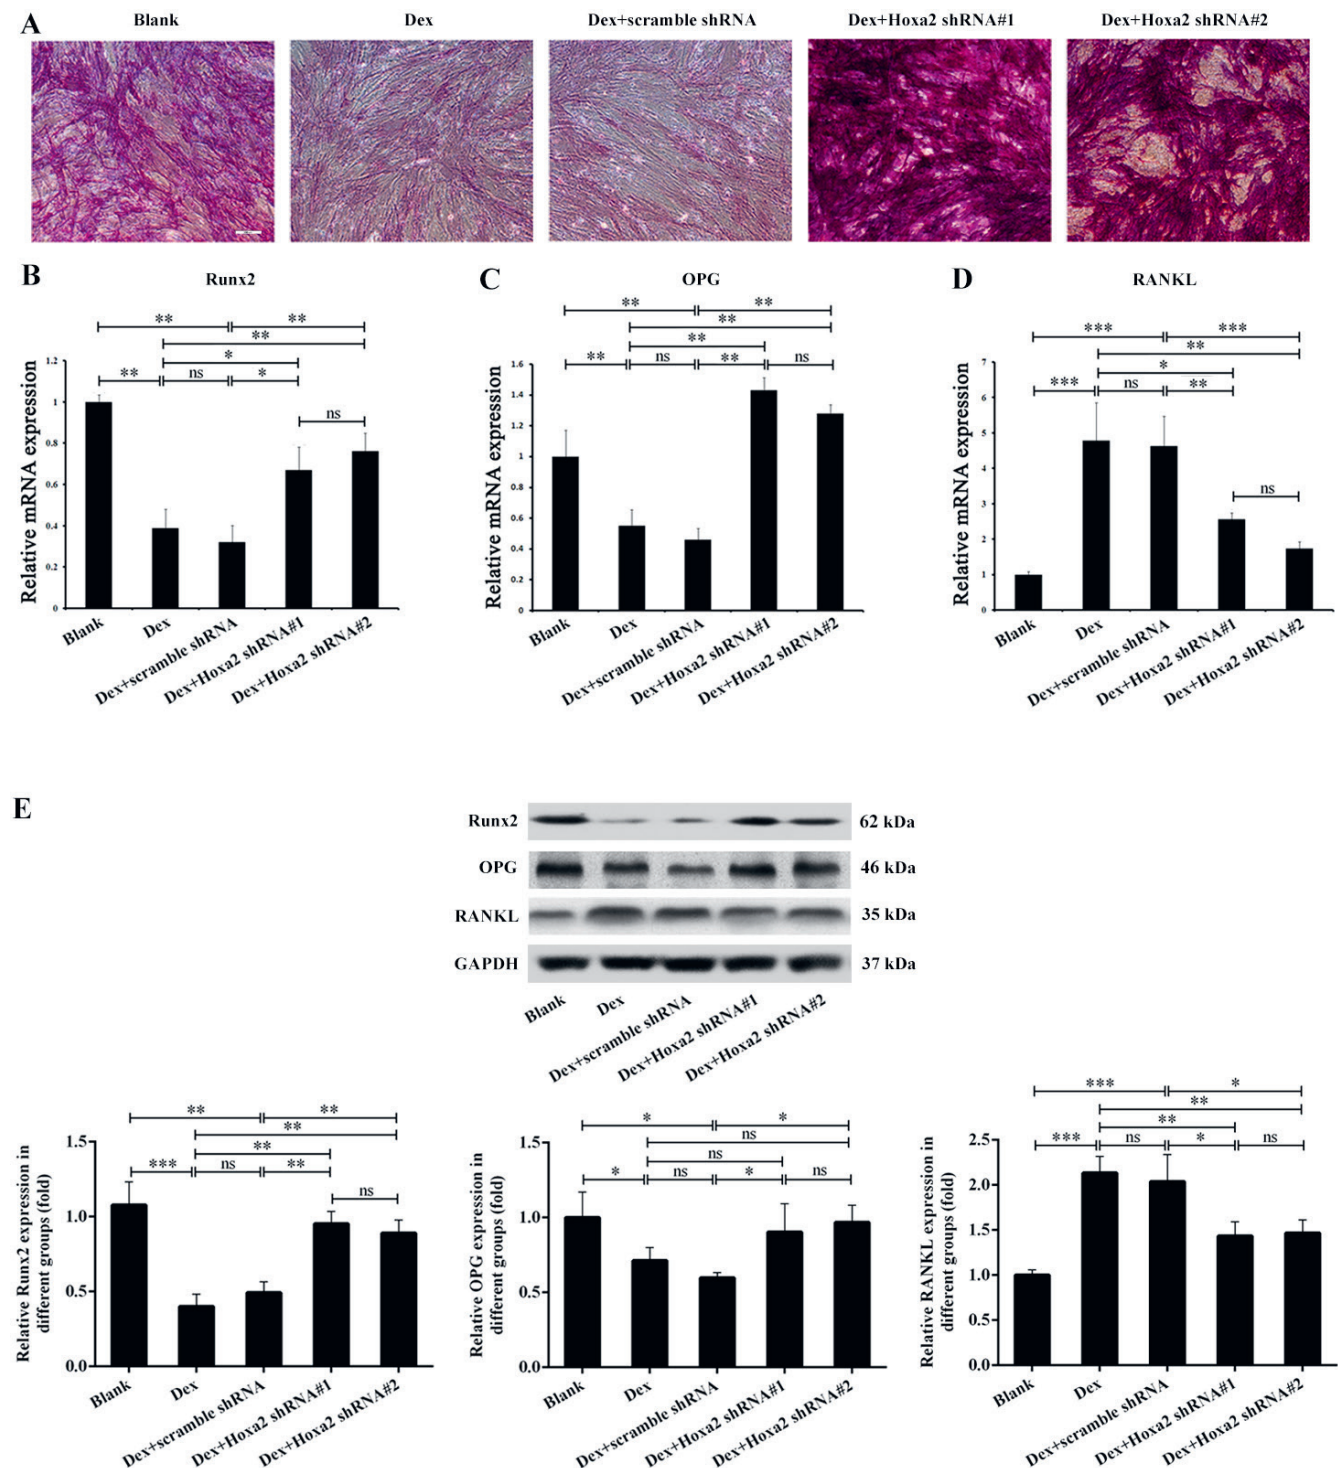 A
Blank
Dex
Dex+scramble shRNA
Dex+Hoxa2 shRNA#1
Dex+Hoxa2 shRNA#2
B
Runx2
** **
**
*
** ns *
ns
Relative mRNA expression
1.2
1
0.8
0.6
0.4
0.2
0
Blank
Dex
Dex+scramble shRNA
Dex+Hoxa2 shRNA#1
Dex+Hoxa2 shRNA#2
C
OPG
** **
**
**
** ns ** ns
Relative mRNA expression
1.6
1.4
1.2
1
0.8
0.6
0.4
0.2
0
Blank
Dex
Dex+scramble shRNA
Dex+Hoxa2 shRNA#1
Dex+Hoxa2 shRNA#2
D
RANKL
*** ***
**
*
*** ns **
ns
Relative mRNA expression
7
6
5
4
3
2
1
0
Blank
Dex
Dex+scramble shRNA
Dex+Hoxa2 shRNA#1
Dex+Hoxa2 shRNA#2
E
Runx2 62 kDa
OPG 46 kDa
RANKL 35 kDa
GAPDH 37 kDa
Blank
Dex
Dex+scramble shRNA
Dex+Hoxa2 shRNA#1
Dex+Hoxa2 shRNA#2
** **
**
**
*** ns **
ns
Relative Runx2 expression in
different groups (fold)
1.5
1.0
0.5
0.0
Blank
Dex
Dex+scramble shRNA
Dex+Hoxa2 shRNA#1
Dex+Hoxa2 shRNA#2
* *
ns
ns
* ns * ns
Relative OPG expression in
different groups (fold)
1.5
1.0
0.5
0.0
Blank
Dex
Dex+scramble shRNA
Dex+Hoxa2 shRNA#1
Dex+Hoxa2 shRNA#2
*** *
**
**
*** ns * ns
Relative RANKL expression in
different groups (fold)
2.5
2.0
1.5
1.0
0.5
0.0
Blank
Dex
Dex+scramble shRNA
Dex+Hoxa2 shRNA#1
Dex+Hoxa2 shRNA#2